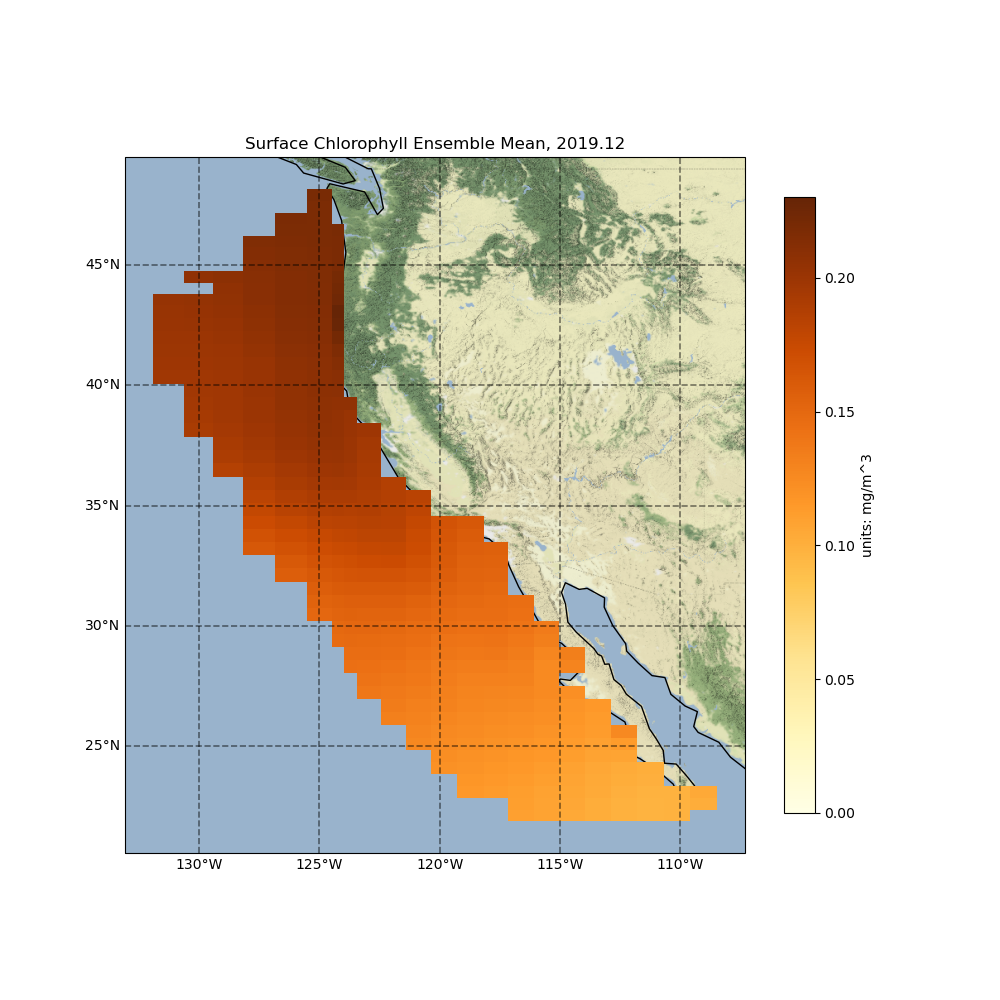 Surface Chlorophyll Ensemble Mean, 2019.12
45°N
40°N
35°N
30°N
25°N
130°W
125°W
120°W
115°W
110°W
0.20
0.15
0.10
0.05
0.00
units: mg/m^3